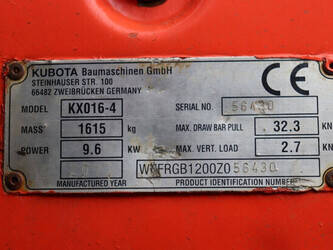 KUBOTA Baumaschinen GmbH
STEINHAUSER STR. 100
66482 ZWEIBRÜCKEN GERMANY
CE
MODEL KX016-4 SERIAL NO. 56430
MASS 1615 kg MAX. DRAW BAR PULL 32.3 KN
POWER 9.6 KW MAX. VERT. LOAD 2.7 KN
MANUFACTURED YEAR PRODUCT IDENTIFICATION NUMBER